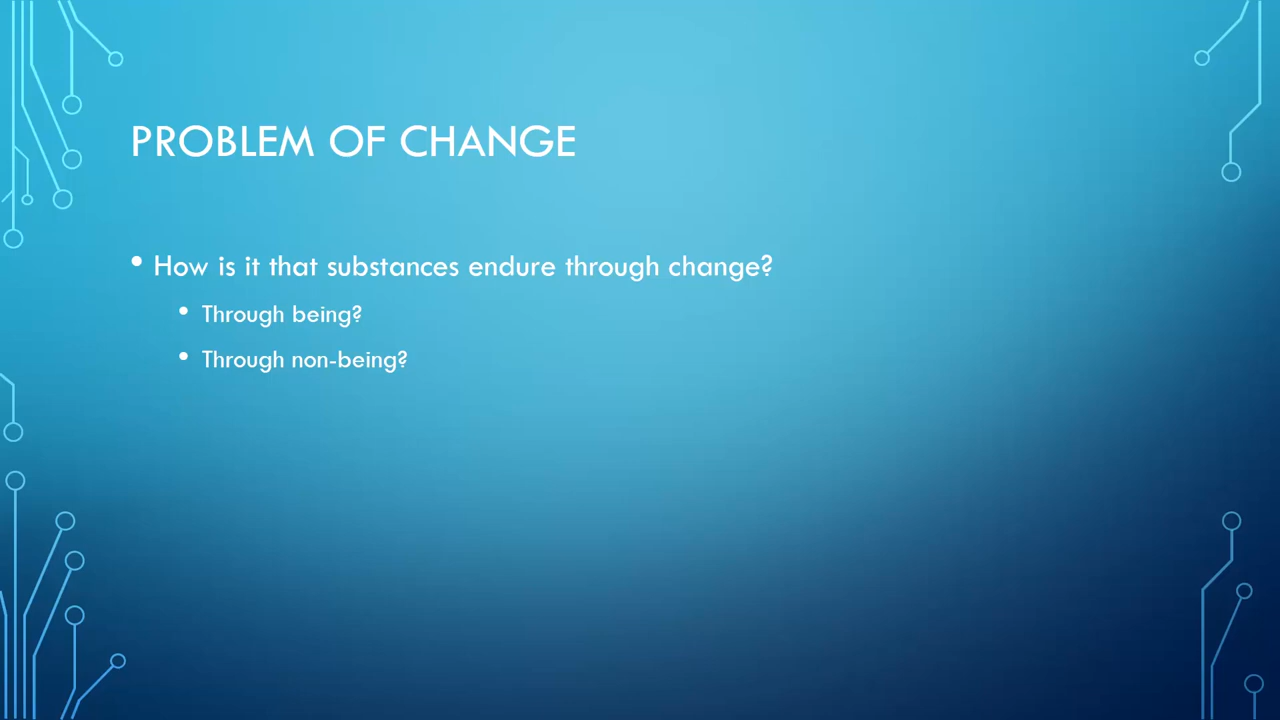 PROBLEM OF CHANGE
• How is it that substances endure through change?
• Through being?
• Through non-being?